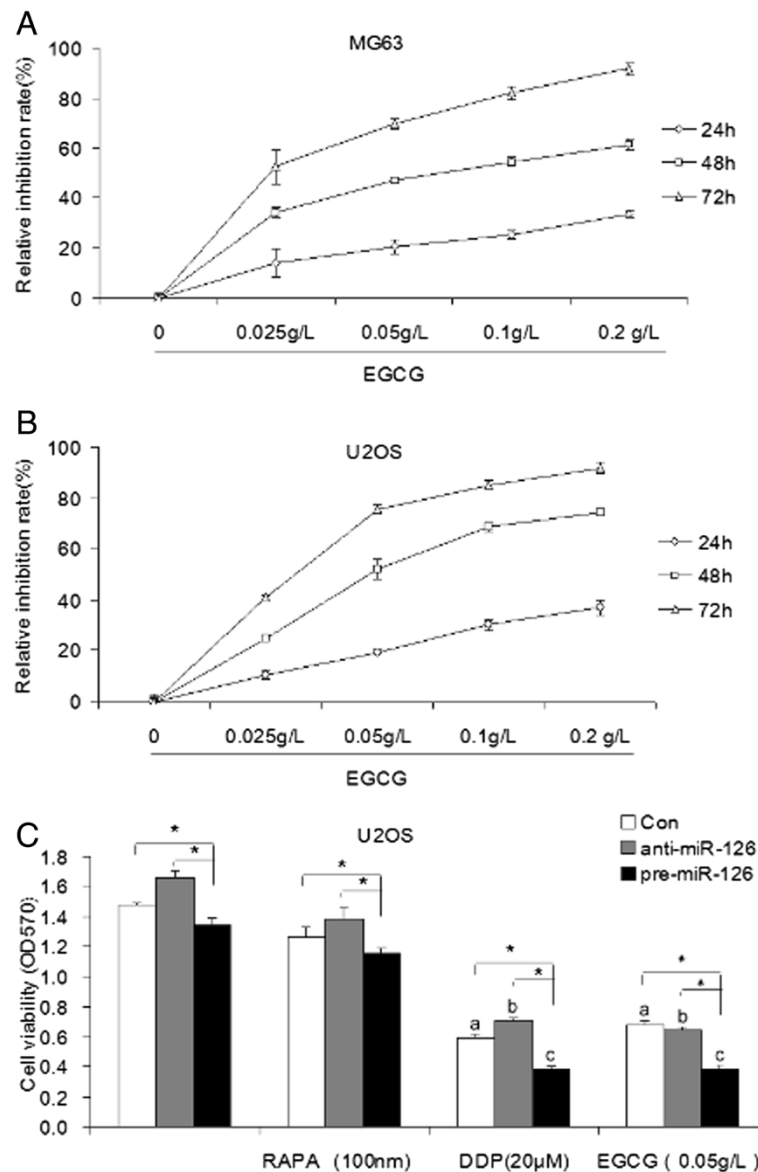 A
MG63
Relative inhibition rate(%)
100
80
60
40
20
0
24h
48h
72h
0 0.025g/L 0.05g/L 0.1g/L 0.2 g/L
EGCG
B
U2OS
Relative inhibition rate(%)
100
80
60
40
20
0
24h
48h
72h
0 0.025g/L 0.05g/L 0.1g/L 0.2 g/L
EGCG
C
U2OS
Con
anti-miR-126
pre-miR-126
Cell viability (OD570)
1.8
1.6
1.4
1.2
1.0
0.8
0.6
0.4
0.2
0.0
* * * *
* * * *
a b c a b c
RAPA (100nm) DDP(20μM) EGCG ( 0.05g/L)